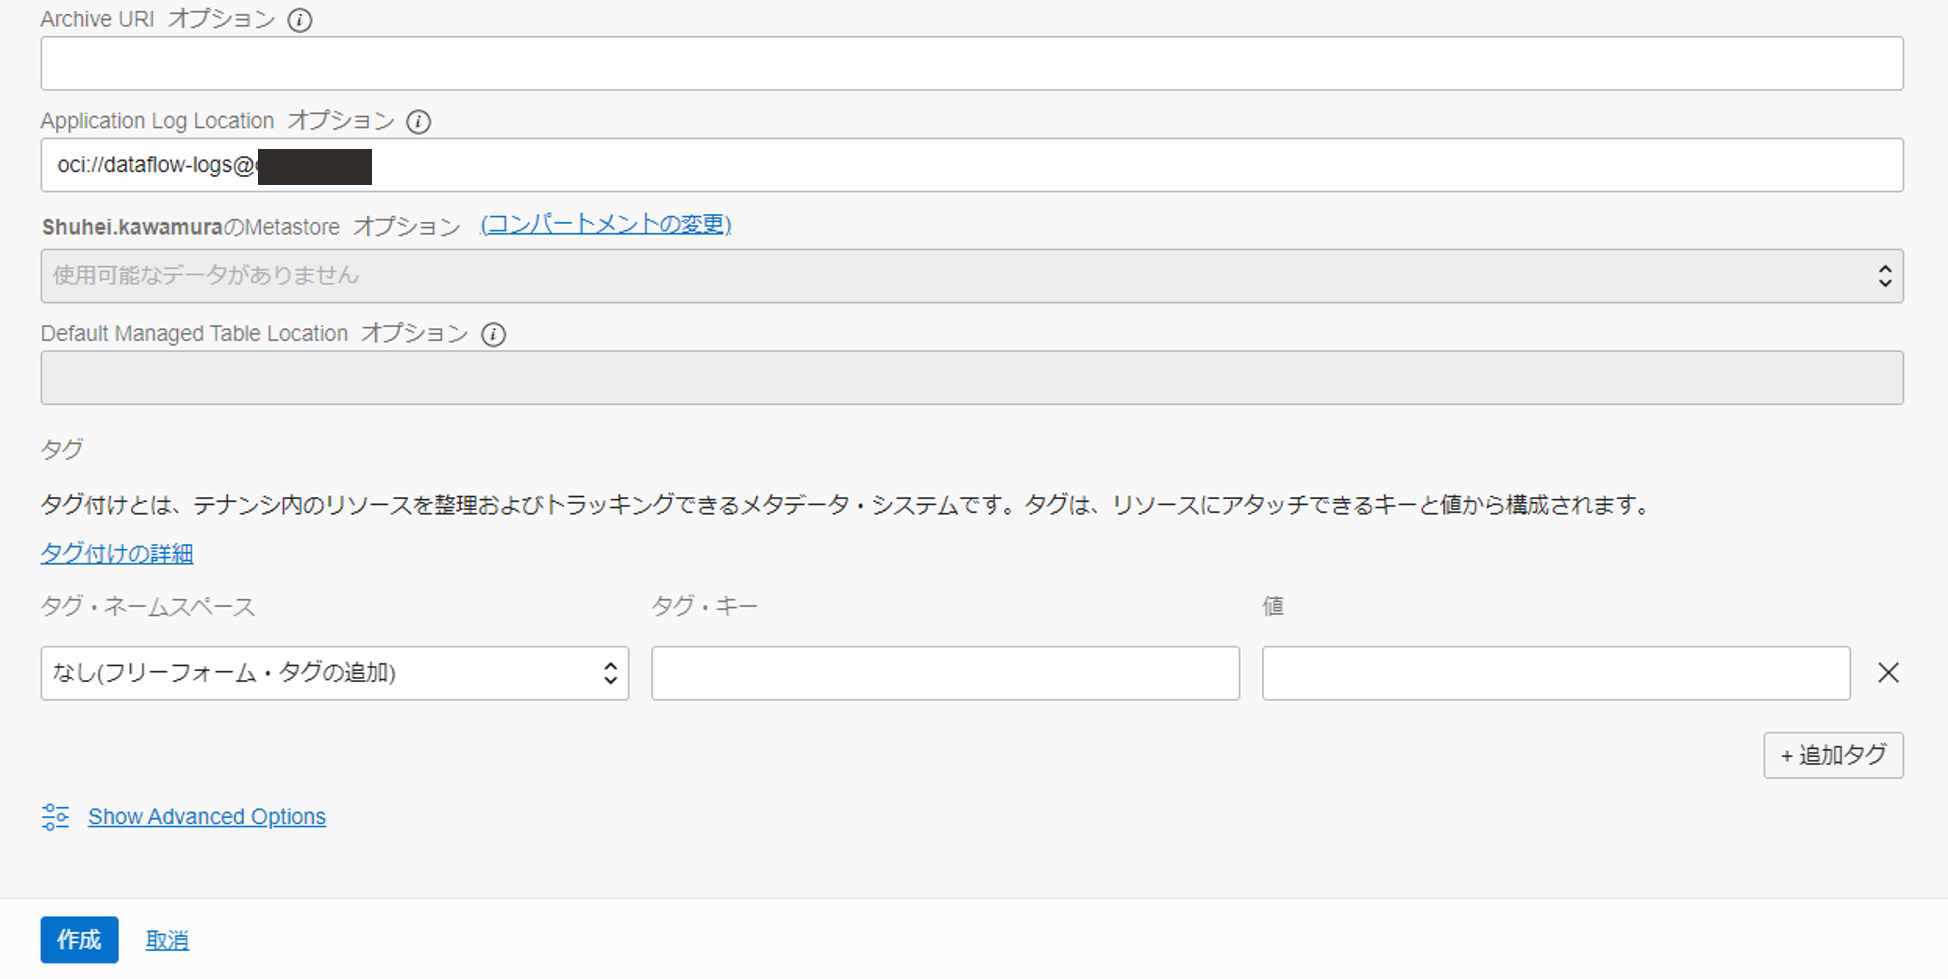 Archive URI オプション
Application Log Location オプション
oci://dataflow-logs@
Shuhei.kawamuraのMetastore オプション (コンパートメントの変更)
使用可能なデータがありません
Default Managed Table Location オプション
タグ
タグ付けとは、テナンシ内のリソースを整理およびトラッキングできるメタデータ・システムです。タグは、リソースにアタッチできるキーと値から構成されます。
タグ付けの詳細
タグ・ネームスペース タグ・キー 値
なし(フリーフォーム・タグの追加)
+ 追加タグ
Show Advanced Options
作成 取消